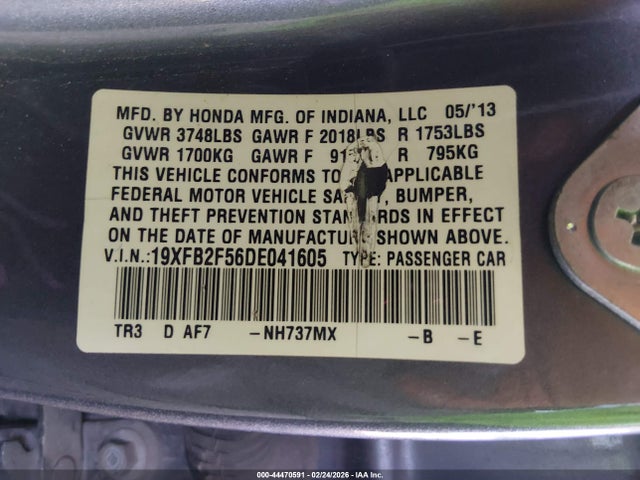 MFD. BY HONDA MFG. OF INDIANA, LLC 05/'13
GVWR 3748LBS GAWR F 2018LBS R 1753LBS
GVWR 1700KG GAWR F R 795KG
THIS VEHICLE CONFORMS TO APPLICABLE
FEDERAL MOTOR VEHICLE BUMPER,
AND THEFT PREVENTION STANDARDS IN EFFECT
ON THE DATE OF MANUFACTURE SHOWN ABOVE.
V.I.N.:19XFB2F56DE041605 TYPE: PASSENGER CAR
TR3 D AF7 -NH737MX -B -E
000-44470591 - 02/24/2026 - IAA Inc.